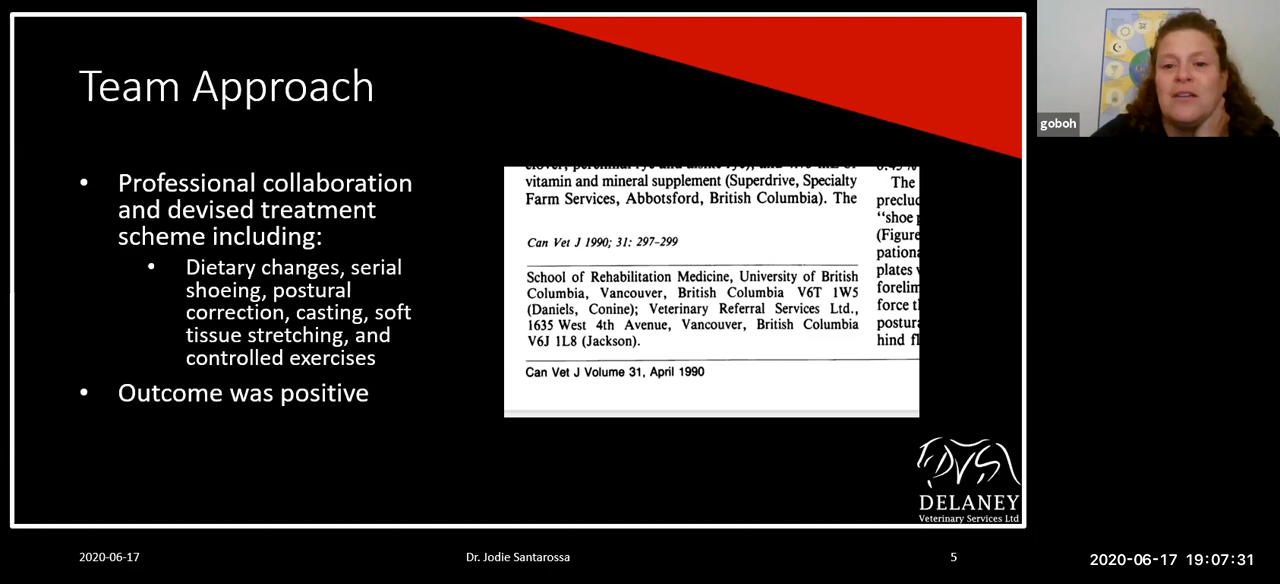 Team Approach
• Professional collaboration
and devised treatment
scheme including:
• Dietary changes, serial
shoeing, postural
correction, casting, soft
tissue stretching, and
controlled exercises
• Outcome was positive
vitamin and mineral supplement (Superdrive, Specialty
Farm Services, Abbotsford, British Columbia). The
Can Vet J 1990; 31: 297-299
School of Rehabilitation Medicine, University of British
Columbia, Vancouver, British Columbia V6T 1W5
(Daniels, Conine); Veterinary Referral Services Ltd.,
1635 West 4th Avenue, Vancouver, British Columbia
V6J 1L8 (Jackson).
Can Vet J Volume 31, April 1990
The
preclud
"shoe
(Figure
pationa
plates
forelim
force
postura
hind
DVS
DELANEY
Veterinary Services Ltd
goboh
2020-06-17
Dr. Jodie Santarossa
5
2020-06-17 19:07:31